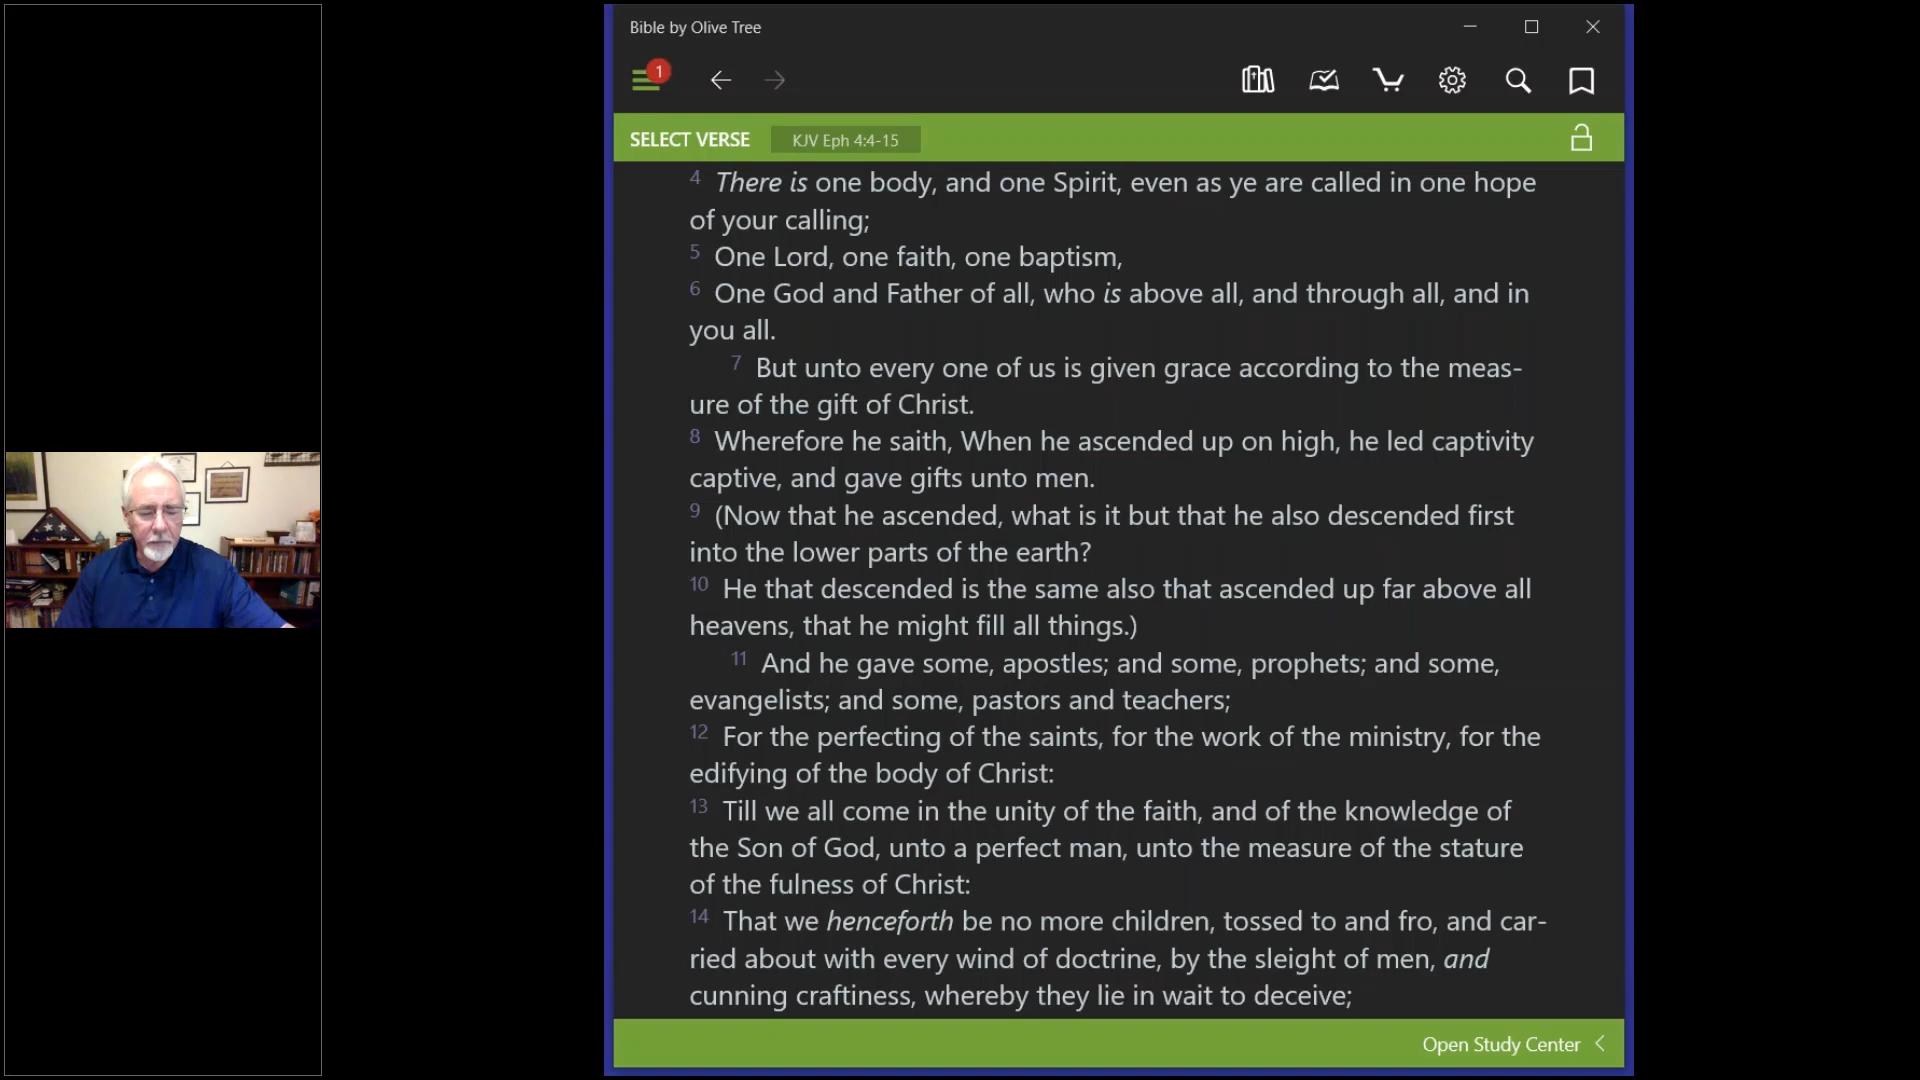 Bible by Olive Tree
1
SELECT VERSE
KJV Eph 4:4-15
4 There is one body, and one Spirit, even as ye are called in one hope
of your calling;
5 One Lord, one faith, one baptism,
6 One God and Father of all, who is above all, and through all, and in
you all.
7 But unto every one of us is given grace according to the meas-
ure of the gift of Christ.
8 Wherefore he saith, When he ascended up on high, he led captivity
captive, and gave gifts unto men.
9 (Now that he ascended, what is it but that he also descended first
into the lower parts of the earth?
10 He that descended is the same also that ascended up far above all
heavens, that he might fill all things.)
11 And he gave some, apostles; and some, prophets; and some,
evangelists; and some, pastors and teachers;
12 For the perfecting of the saints, for the work of the ministry, for the
edifying of the body of Christ:
13 Till we all come in the unity of the faith, and of the knowledge of
the Son of God, unto a perfect man, unto the measure of the stature
of the fulness of Christ:
14 That we henceforth be no more children, tossed to and fro, and car-
ried about with every wind of doctrine, by the sleight of men, and
cunning craftiness, whereby they lie in wait to deceive;
Open Study Center